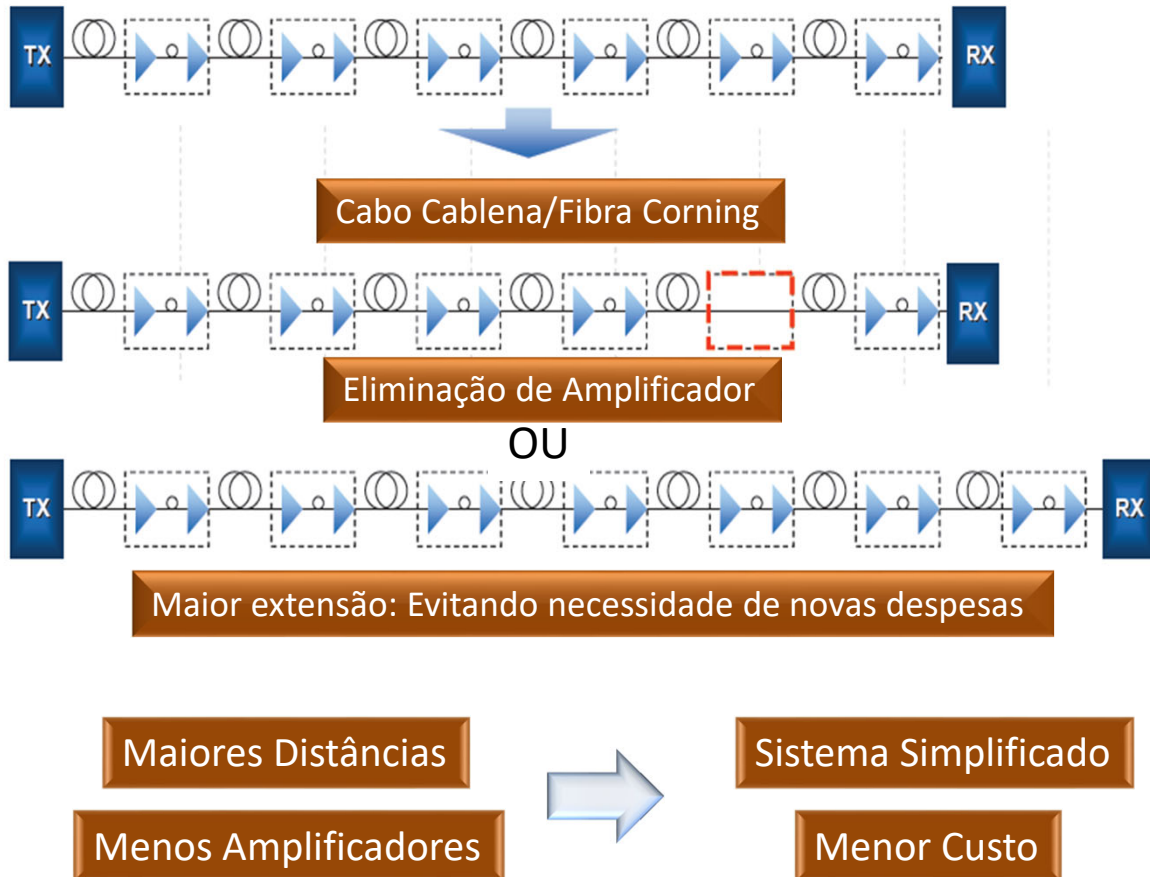 TX RX
Cabo Cablena/Fibra Corning
TX RX
Eliminação de Amplificador
OU
TX RX
Maior extensão: Evitando necessidade de novas despesas
Maiores Distâncias Sistema Simplificado
Menos Amplificadores Menor Custo